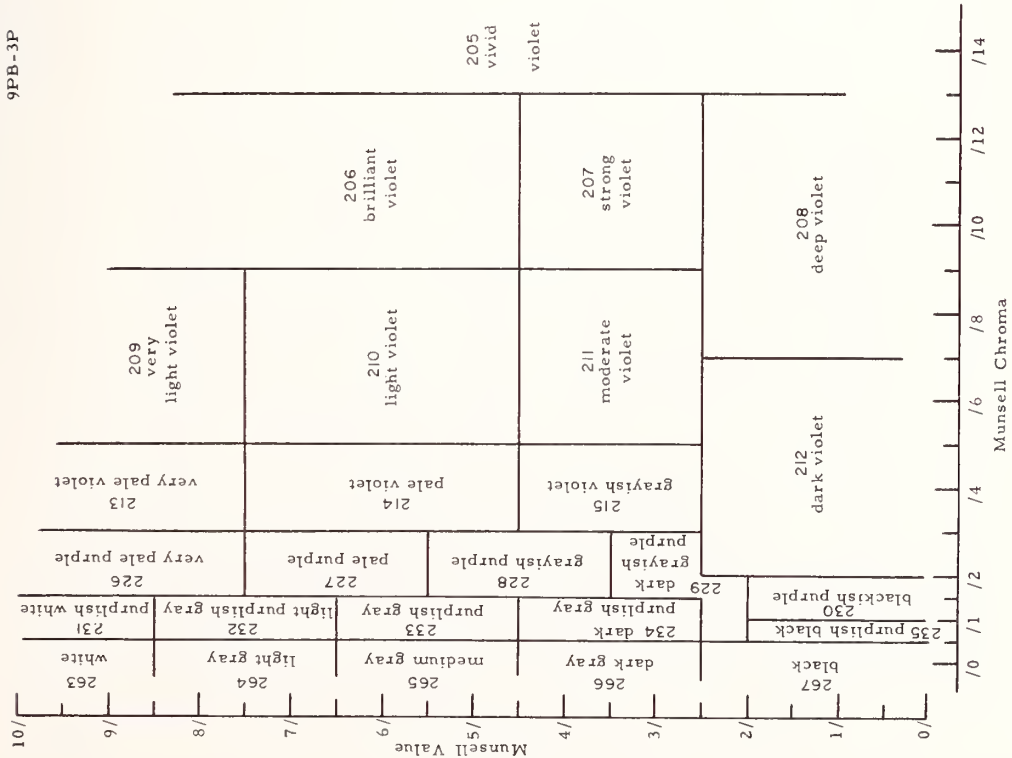 9PB-3P
205
vivid
violet
206
brilliant
violet
207
strong
violet
208
deep violet
209
very
light violet
210
light violet
211
moderate
violet
212
dark violet
213
very pale violet
214
pale violet
215
grayish violet
226
very pale purple
227
pale purple
228
grayish purple
229 dark
grayish
purple
230
blackish purple
231
purplish white
232
light purplish gray
233
purplish gray
234 dark
purplish gray
235 purplish black
263
white
264
light gray
265
medium gray
266
dark gray
267
black
10/
9/
8/
7/
6/
5/
4/
3/
2/
1/
0/
Munsell Value
/0
/1
/2
/4
/6
/8
/10
/12
/14
Munsell Chroma